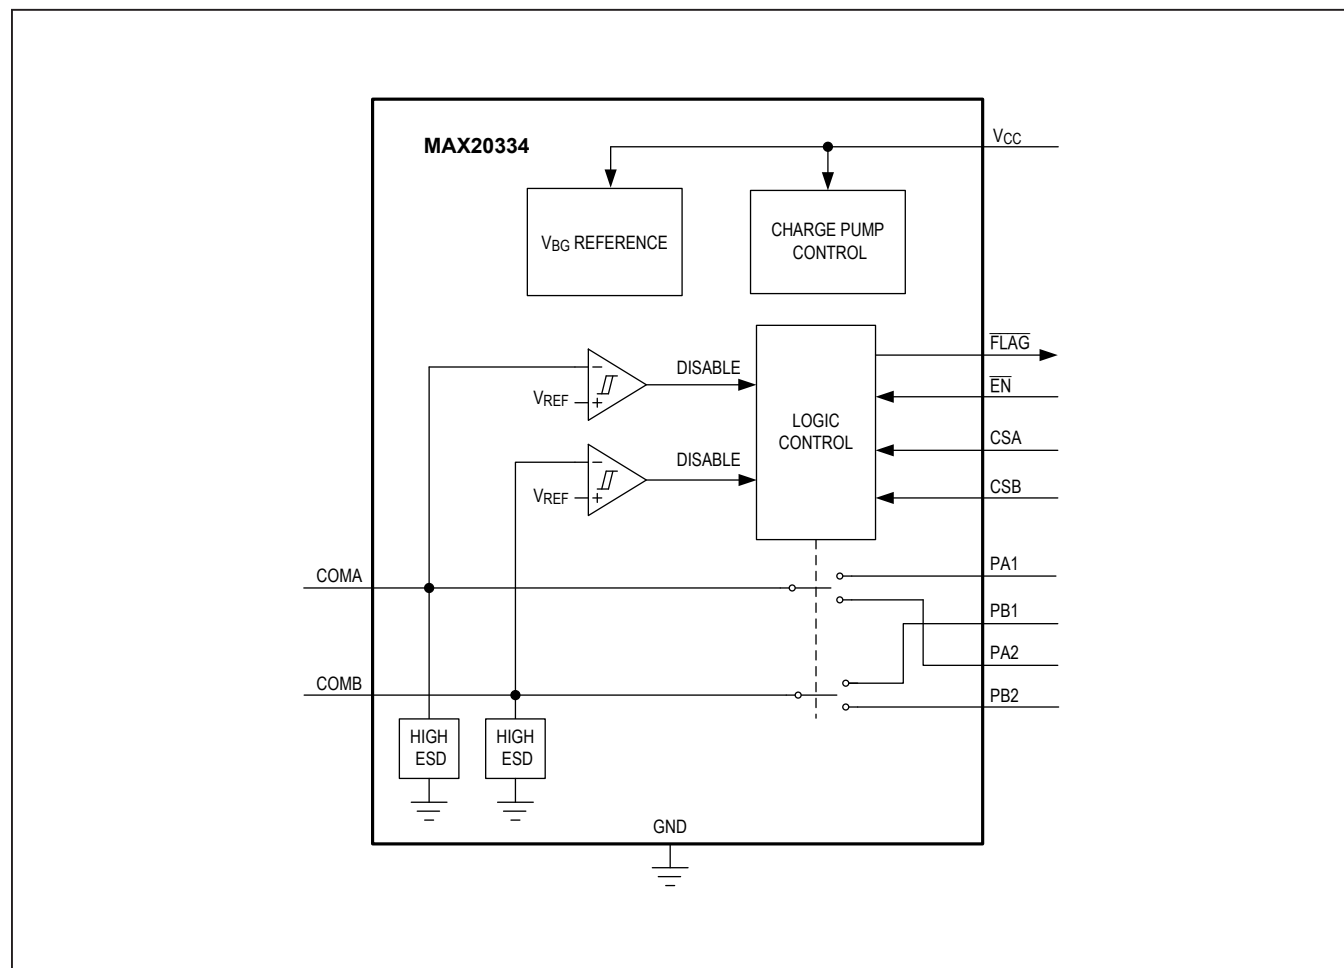 MAX20334
VCC
VBG REFERENCE
CHARGE PUMP
CONTROL
FLAG
DISABLE
EN
VREF
LOGIC
CONTROL
CSA
DISABLE
CSB
VREF
COMA
PA1
PB1
PA2
COMB
PB2
HIGH
ESD
HIGH
ESD
GND